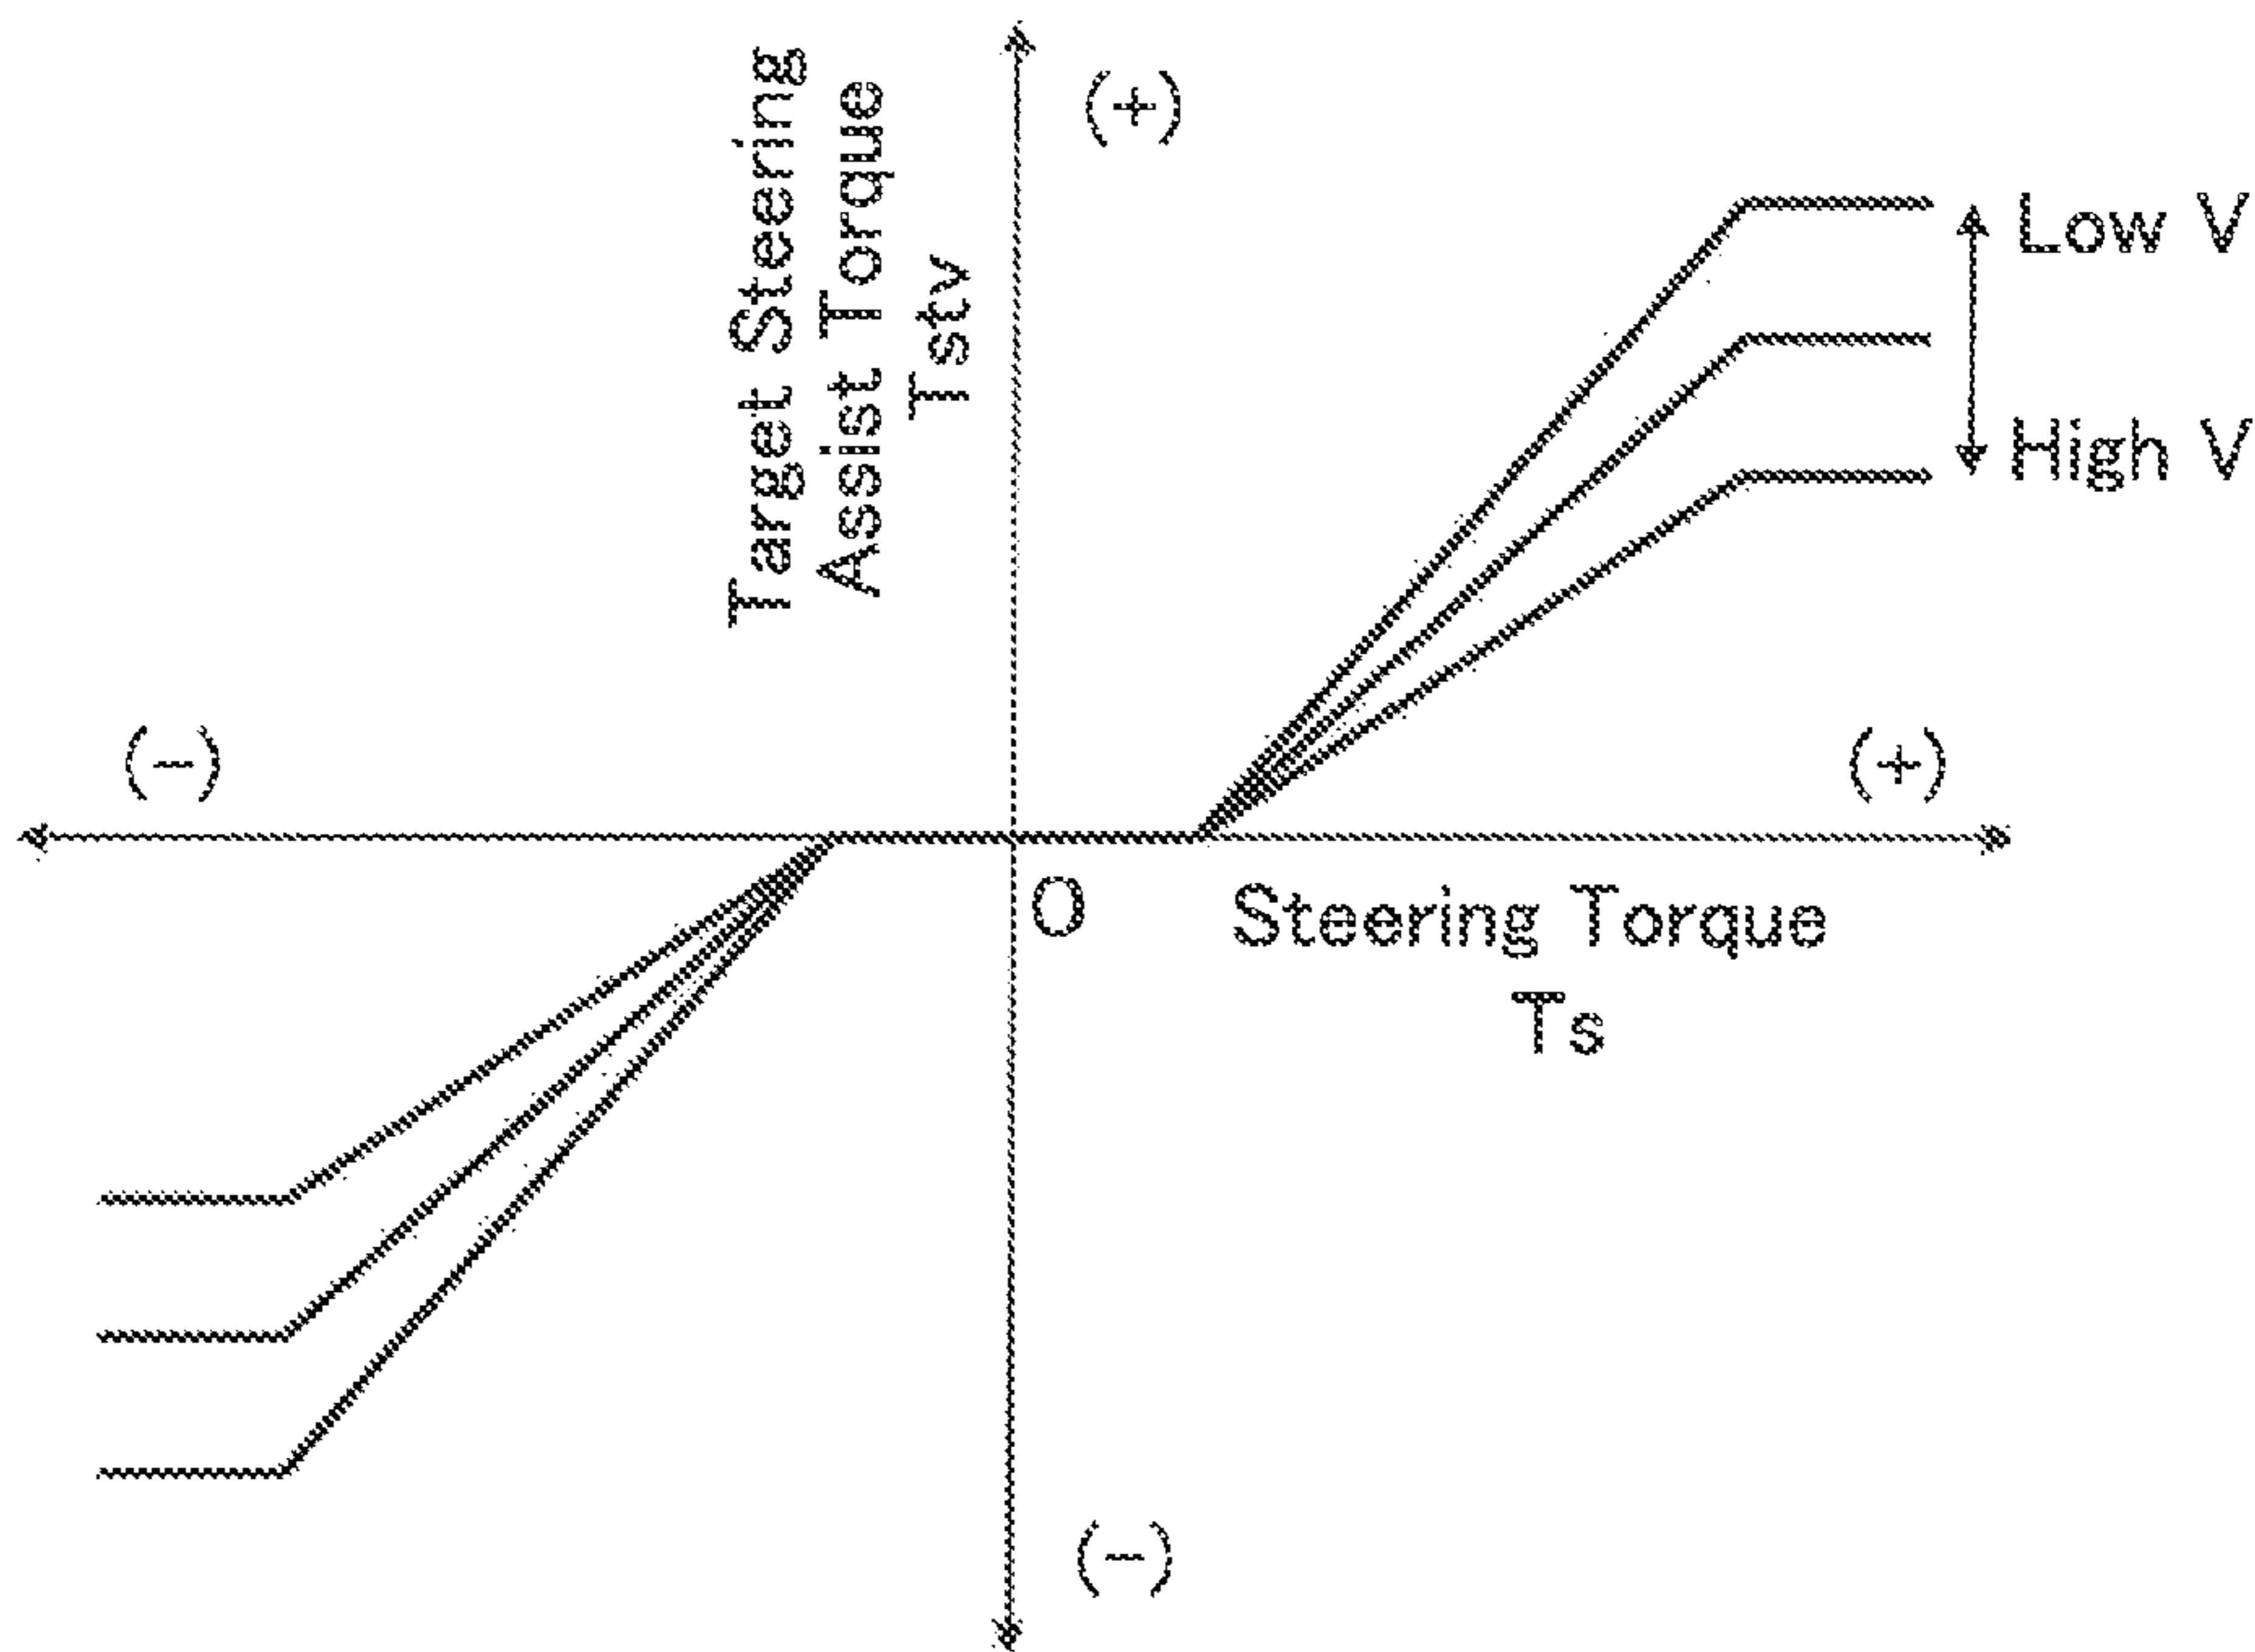 Target Steering
Assist Torque
Tstv
(+)
Low V
High V
(-)
(+)
O
Steering Torque
Ts
(-)